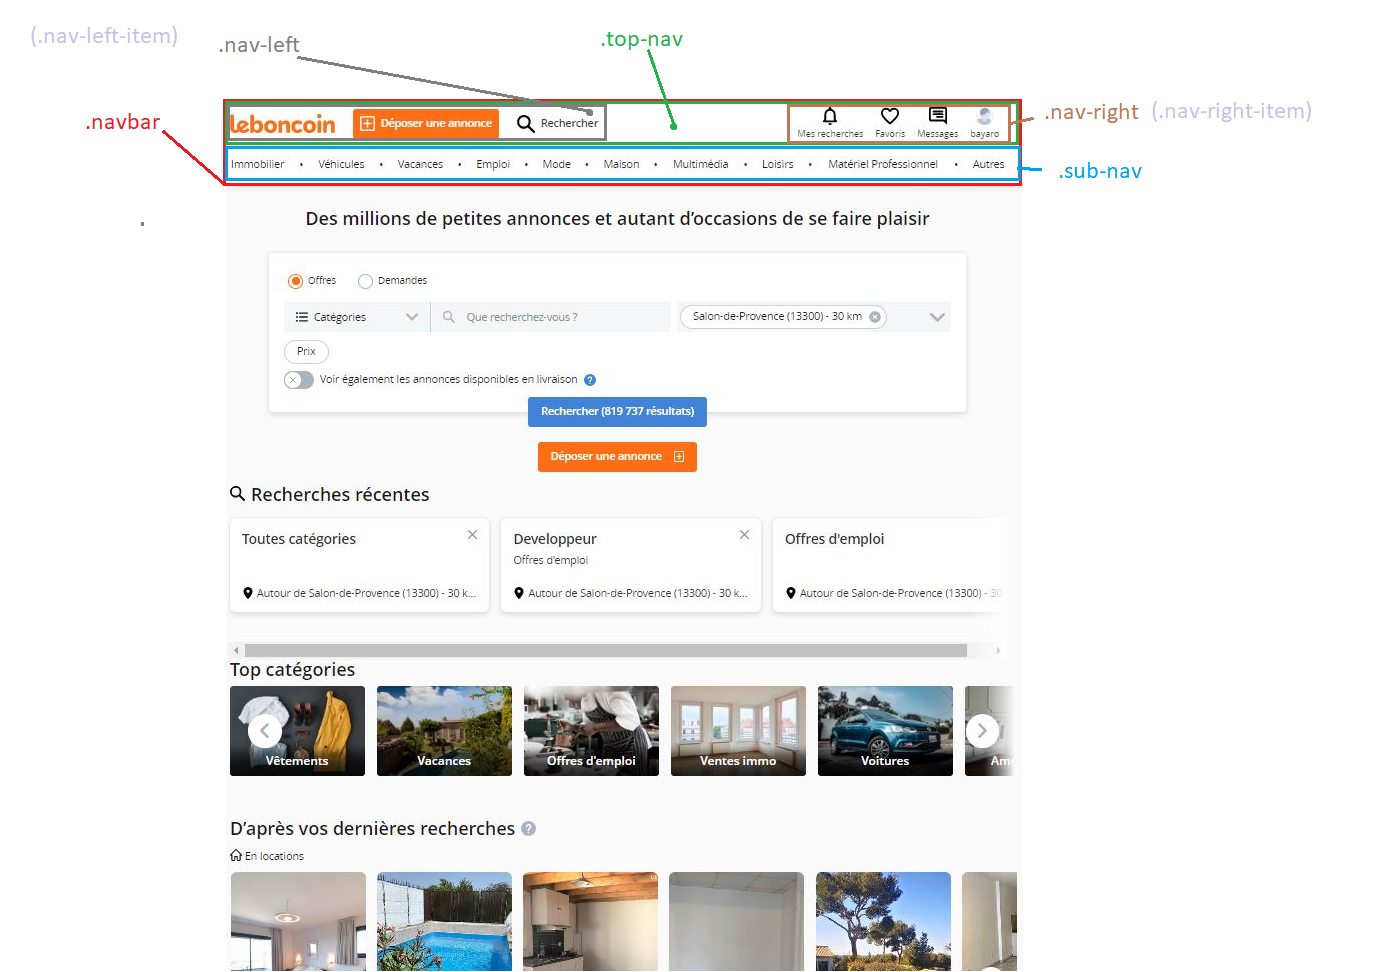 (.nav-left-item)
.nav-left
.top-nav
.navbar
.nav-right (.nav-right-item)
.sub-nav
leboncoin Déposer une annonce Rechercher Mes recherches Favoris Messages bayaro
Immobilier • Véhicules • Vacances • Emploi • Mode • Maison • Multimédia • Loisirs • Matériel Professionnel • Autres
Des millions de petites annonces et autant d’occasions de se faire plaisir
Offres Demandes
Catégories Que recherchez-vous ? Salon-de-Provence (13300) - 30 km
Prix
Voir également les annonces disponibles en livraison ?
Rechercher (819 737 résultats)
Déposer une annonce
Recherches récentes
Toutes catégories
Autour de Salon-de-Provence (13300) - 30 k...
Developpeur
Offres d'emploi
Autour de Salon-de-Provence (13300) - 30 k...
Offres d'emploi
Autour de Salon-de-Provence (13300) - 30
Top catégories
Vêtements Vacances Offres d'emploi Ventes immo Voitures Am
D’après vos dernières recherches ?
En locations